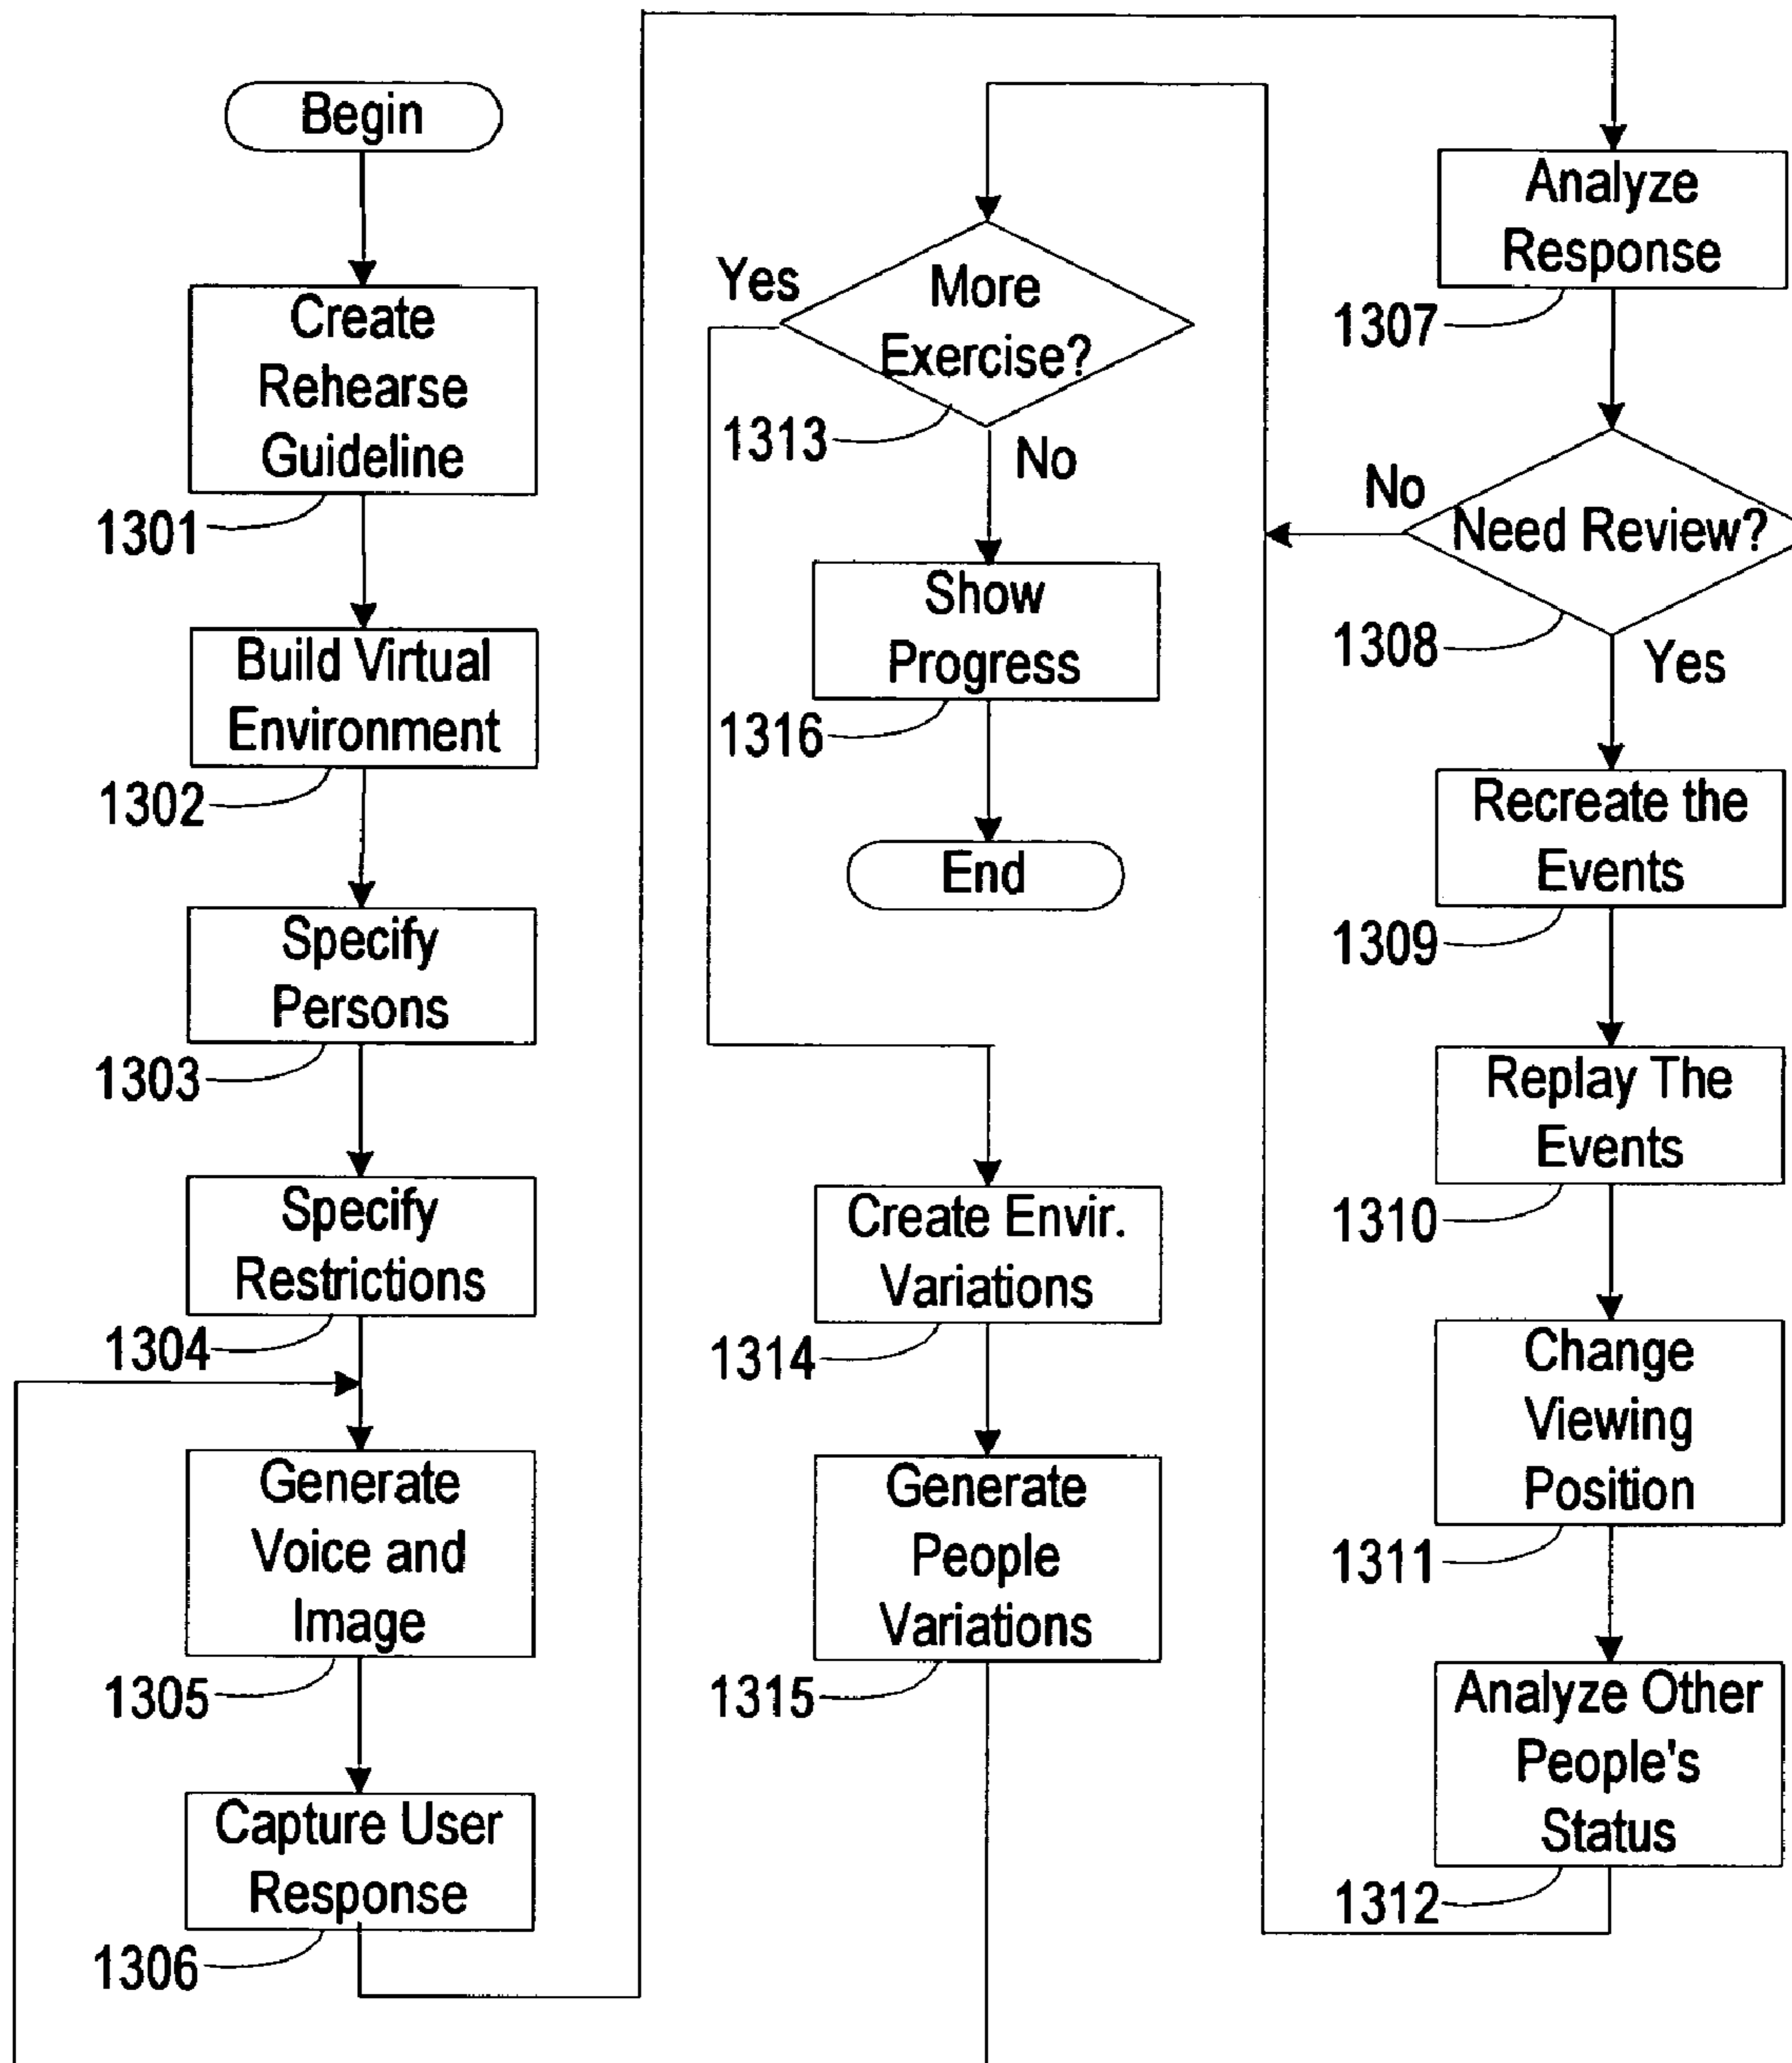 Begin
Create
Rehearse
Guideline
1301
Build Virtual
Environment
1302
Specify
Persons
1303
Specify
Restrictions
1304
Generate
Voice and
Image
1305
Capture User
Response
1306
Yes
More
Exercise?
1313
No
Show
Progress
1316
End
Create Envir.
Variations
1314
Generate
People
Variations
1315
Analyze
Response
1307
No
Need Review?
1308
Yes
Recreate the
Events
1309
Replay The
Events
1310
Change
Viewing
Position
1311
Analyze Other
People's
Status
1312